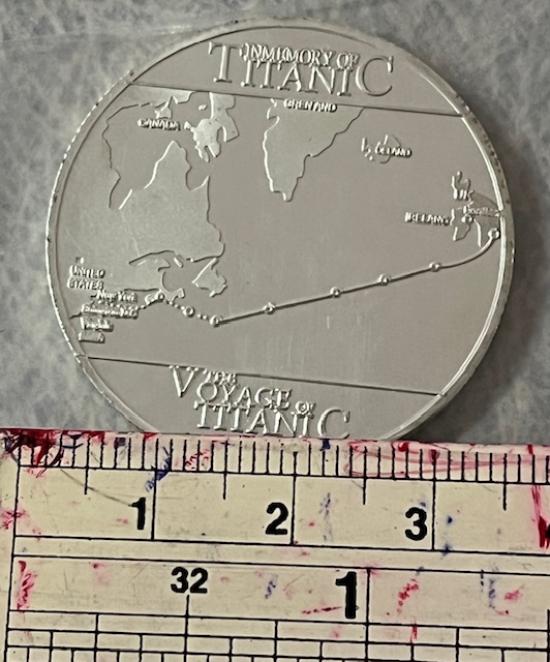 IN MEMORY OF
TITANIC
GRENAND
CANADA
ICELAND
IRELAND
UNITED
STATES
New York
THE
VOYAGE OF
TITANIC
1 2 3
32 1